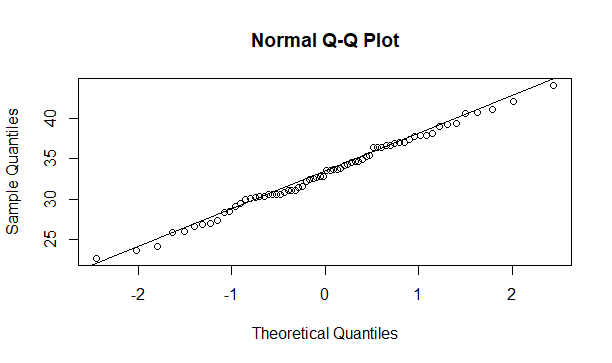 Normal Q-Q Plot
Sample Quantiles
40
35
30
25
-2 -1 0 1 2
Theoretical Quantiles